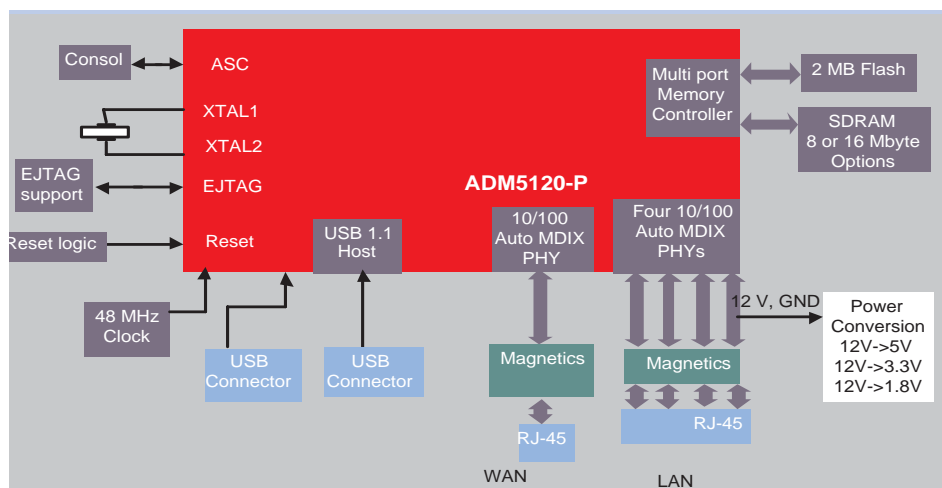 Consol
ASC
XTAL1
XTAL2
EJTAG
support
EJTAG
Reset logic
Reset
48 MHz
Clock
USB 1.1
Host
USB
Connector
USB
Connector
ADM5120-P
Multi port
Memory
Controller
2 MB Flash
SDRAM
8 or 16 Mbyte
Options
10/100
Auto MDIX
PHY
Four 10/100
Auto MDIX
PHYs
12 V, GND
Power
Conversion
12V->5V
12V->3.3V
12V->1.8V
Magnetics
Magnetics
RJ-45
RJ-45
WAN
LAN